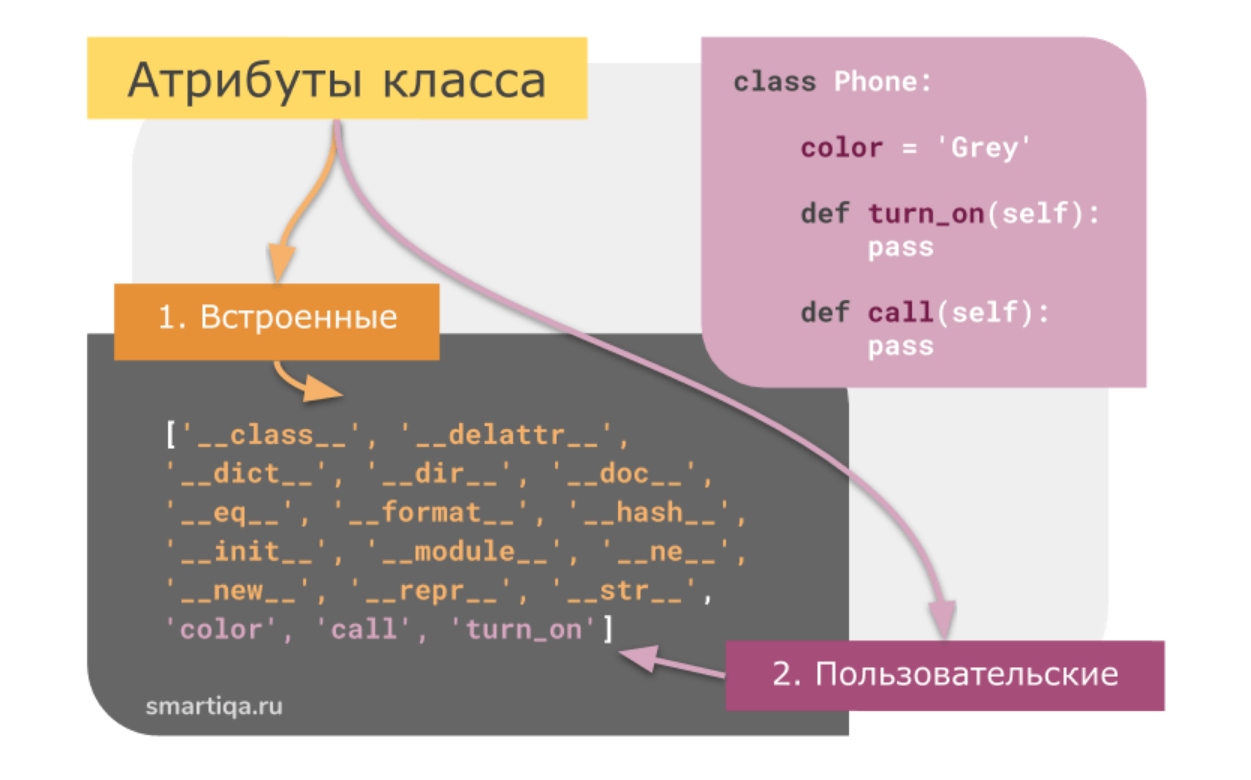 Атрибуты класса
class Phone:
color = 'Grey'
def turn_on(self):
pass
def call(self):
pass
1. Встроенные
['__class__', '__delattr__',
'__dict__', '__dir__', '__doc__',
'__eq__', '__format__', '__hash__',
'__init__', '__module__', '__ne__',
'__new__', '__repr__', '__str__',
'color', 'call', 'turn_on']
2. Пользовательские
smartiqa.ru